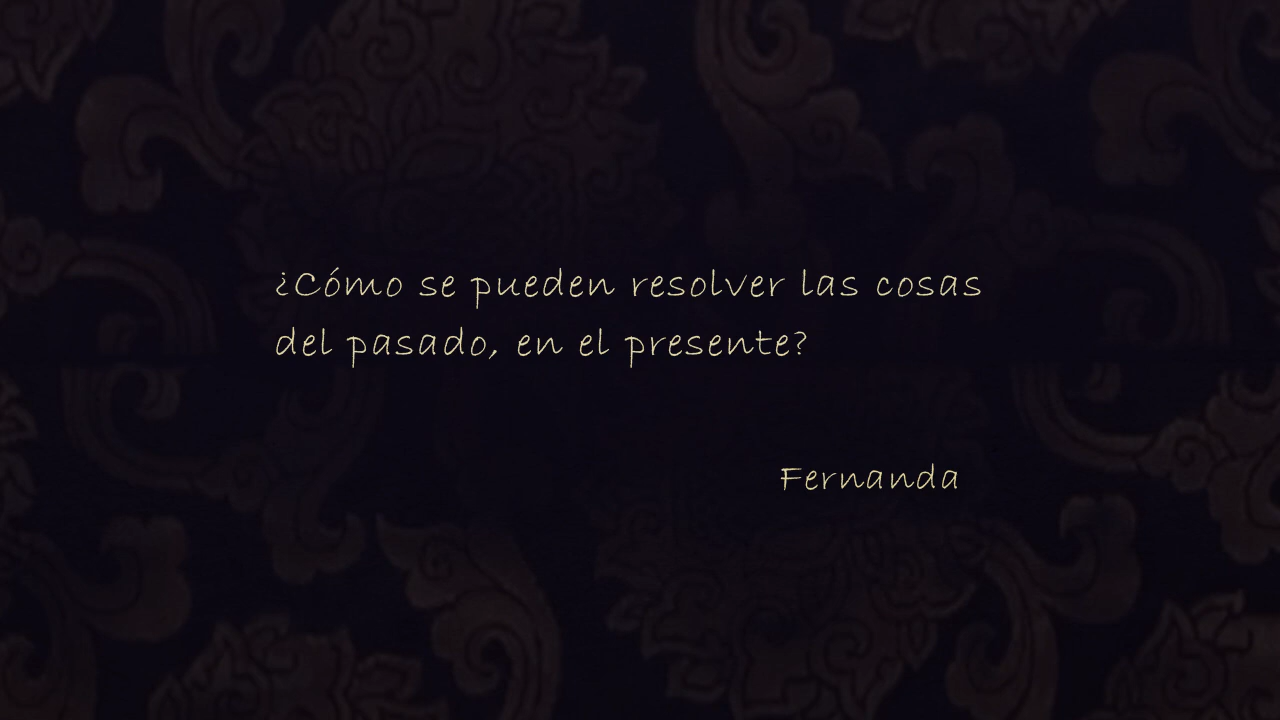 ¿Cómo se pueden resolver las cosas
del pasado, en el presente?
Fernanda